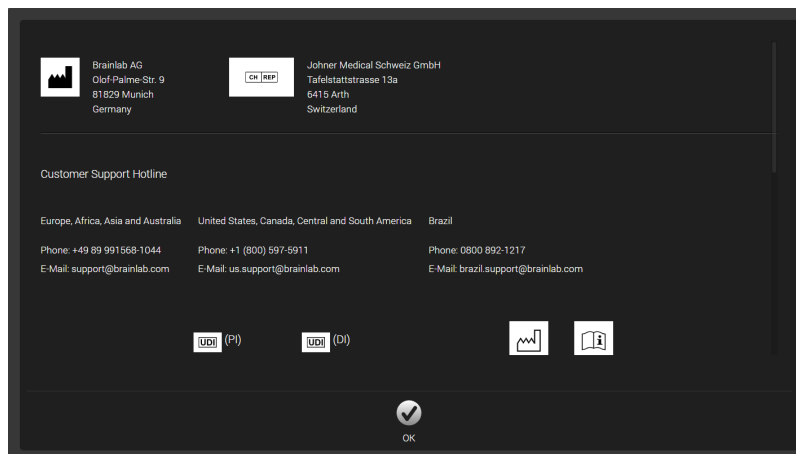 Brainlab AG
Olof-Palme-Str. 9
81829 Munich
Germany
CH REP
Johner Medical Schweiz GmbH
Tafelstattstrasse 13a
6415 Arth
Switzerland
Customer Support Hotline
Europe, Africa, Asia and Australia
Phone: +49 89 991568-1044
E-Mail: support@brainlab.com
United States, Canada, Central and South America
Phone: +1 (800) 597-5911
E-Mail: us.support@brainlab.com
Brazil
Phone: 0800 892-1217
E-Mail: brazil.support@brainlab.com
UDI (PI)
UDI (DI)
i
OK